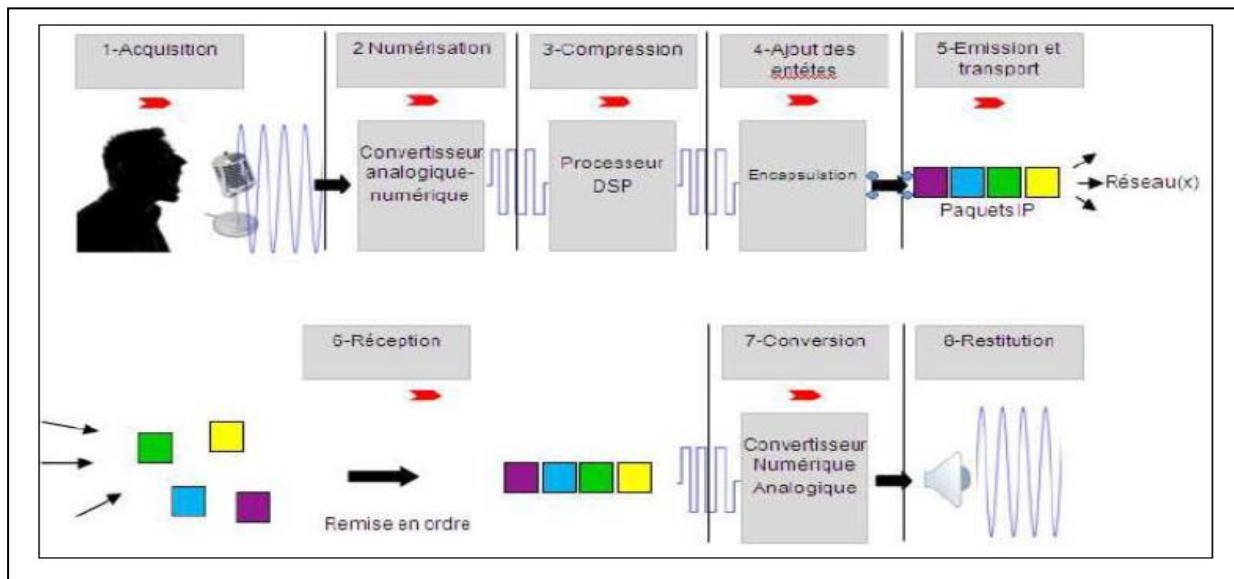 1-Acquisition
2 Numérisation
3-Compression
4-Ajout des
entétes
5-Emission et
transport
Convertisseur
analogique-
numérique
Processeur
DSP
Encapsulation
Réseau(x)
Paquets IP
6-Réception
7-Conversion
8-Restitution
Convertisseur
Numérique
Analogique
Remise en ordre